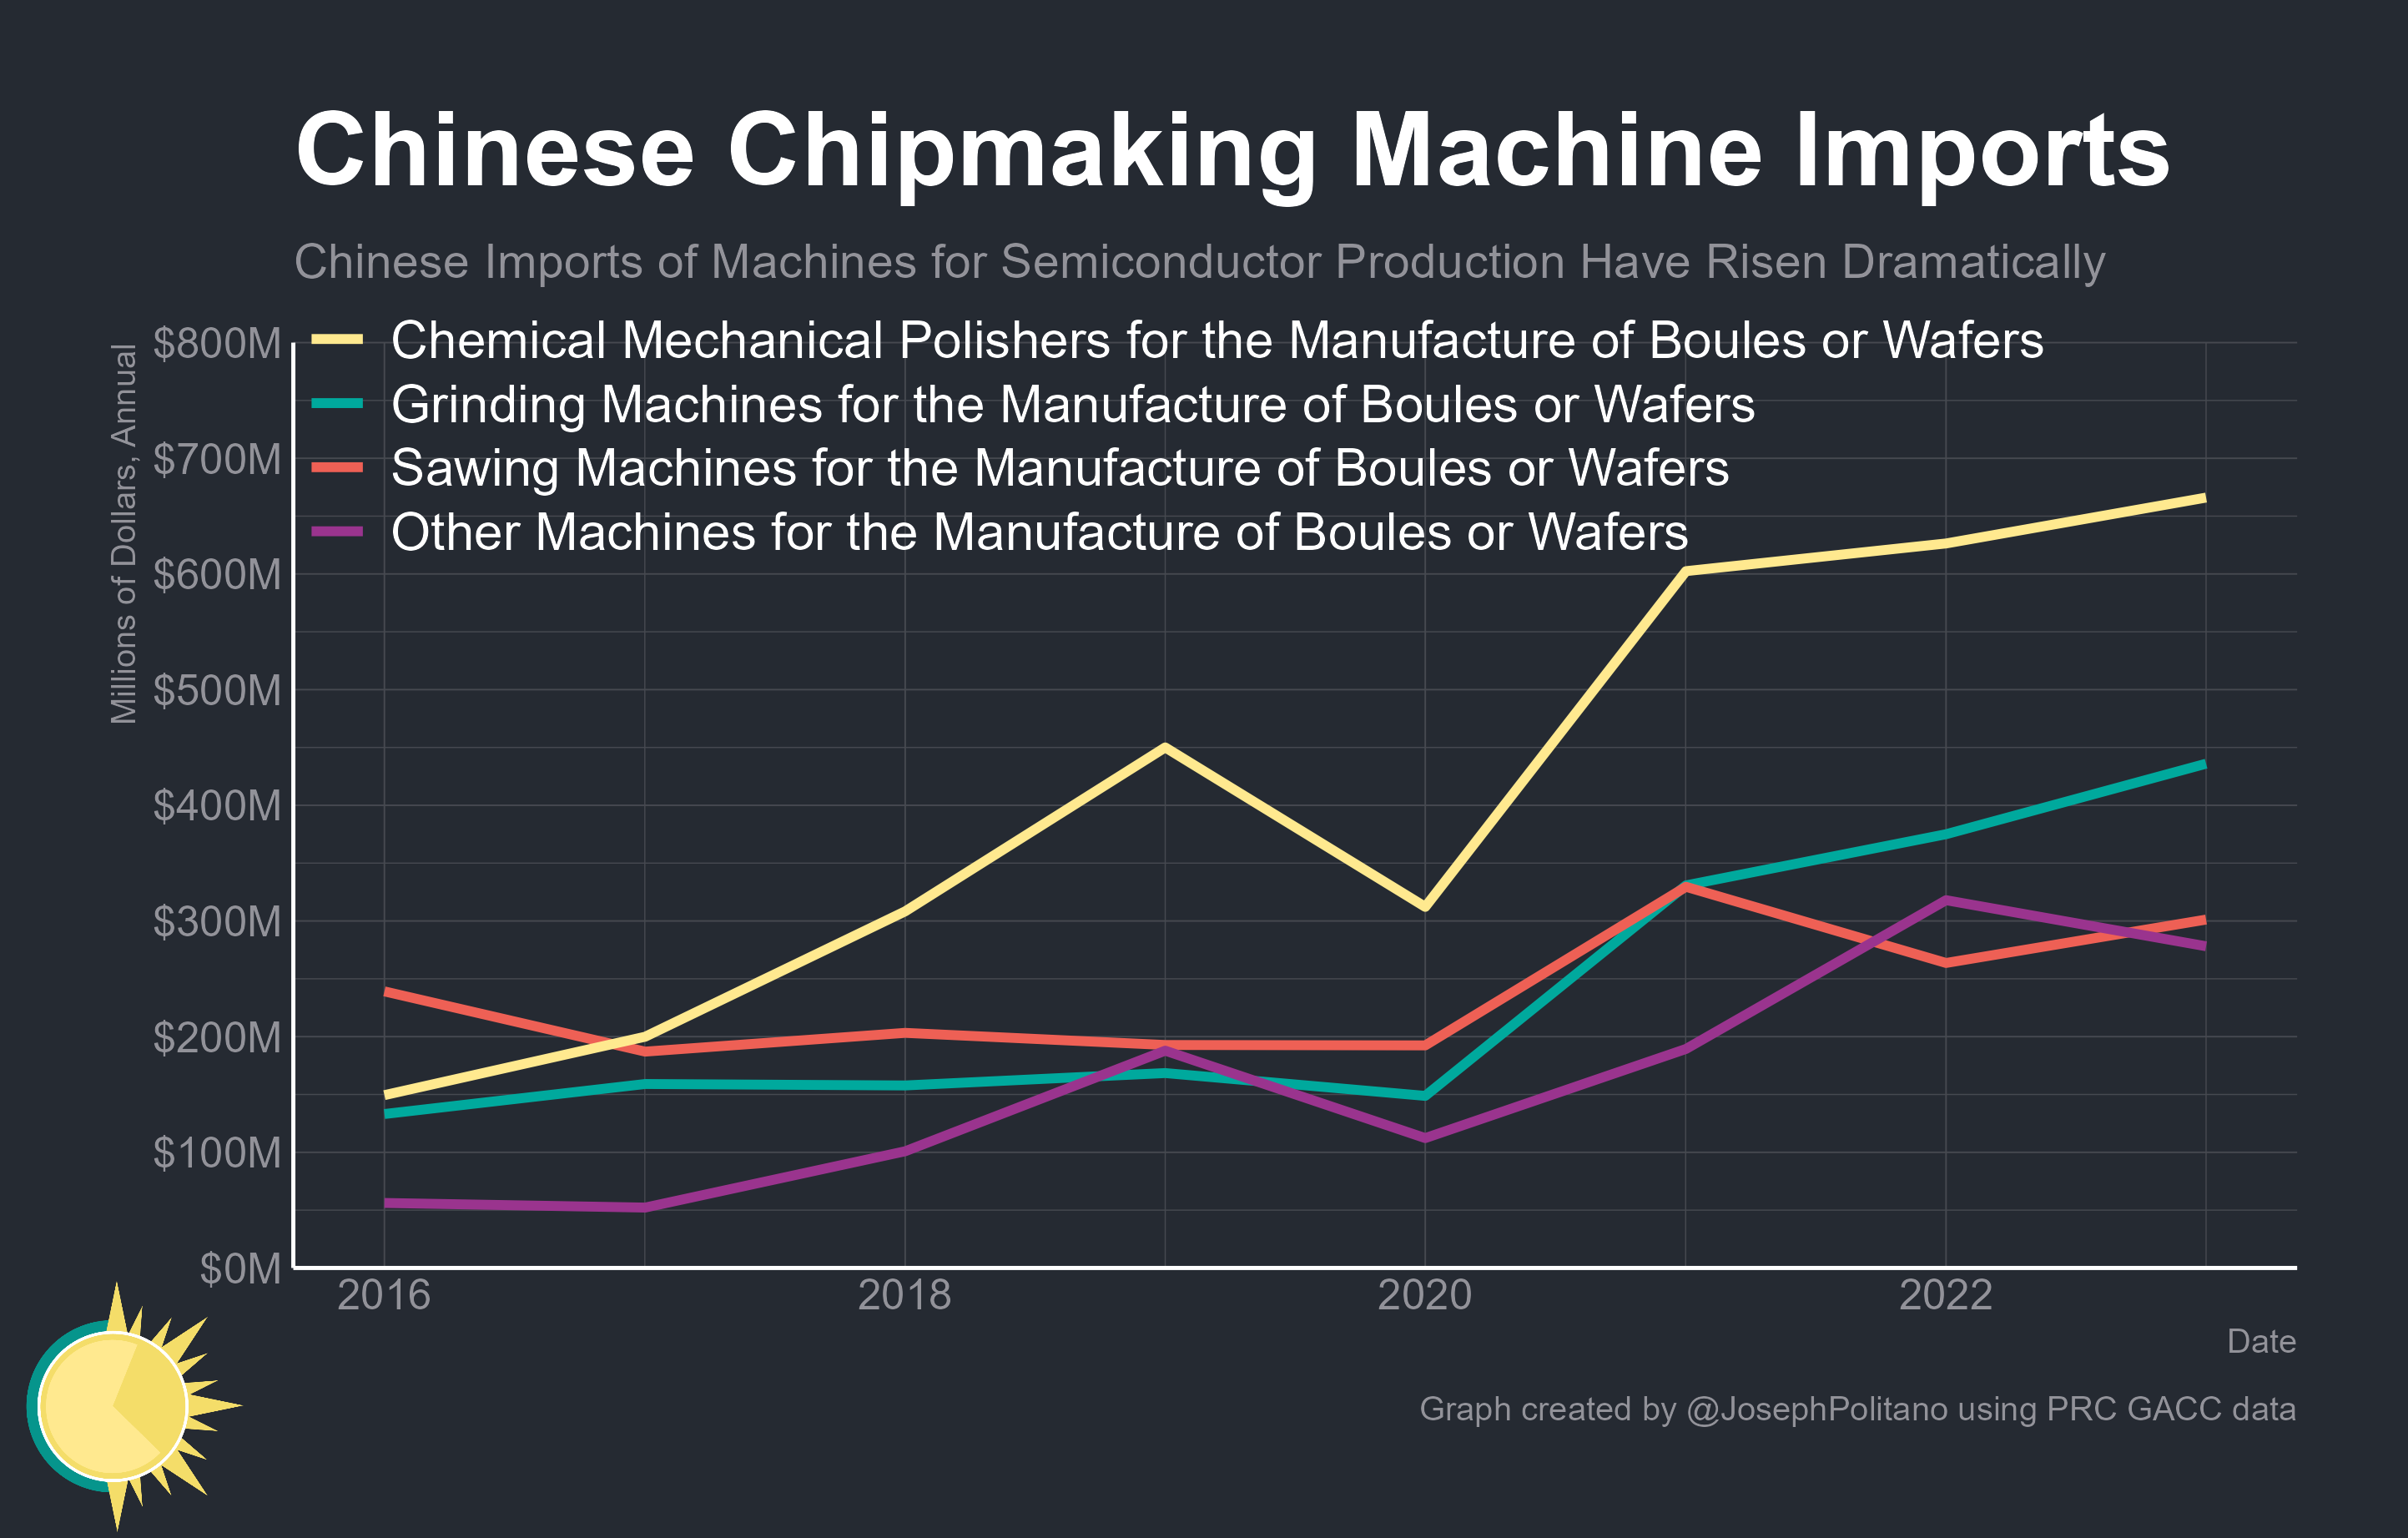 Chinese Chipmaking Machine Imports
Chinese Imports of Machines for Semiconductor Production Have Risen Dramatically
Millions of Dollars, Annual
$800M
$700M
$600M
$500M
$400M
$300M
$200M
$100M
$0M
Chemical Mechanical Polishers for the Manufacture of Boules or Wafers
Grinding Machines for the Manufacture of Boules or Wafers
Sawing Machines for the Manufacture of Boules or Wafers
Other Machines for the Manufacture of Boules or Wafers
2016 2018 2020 2022
Date
Graph created by @JosephPolitano using PRC GACC data